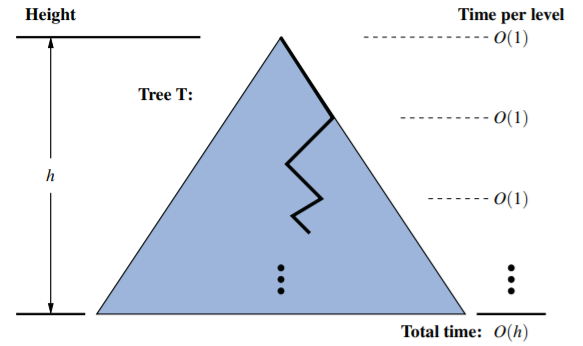 Height Time per level
O(1)
Tree T:
O(1)
h
O(1)
Total time: O(h)